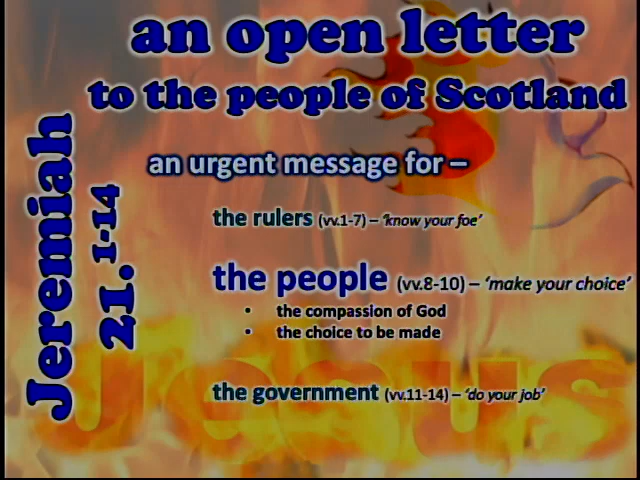 an open letter
to the people of Scotland
Jeremiah
21.1-14
an urgent message for –
the rulers (vv.1-7) – ‘know your foe’
the people (vv.8-10) – ‘make your choice’
• the compassion of God
• the choice to be made
the government (vv.11-14) – ‘do your job’
Jesus